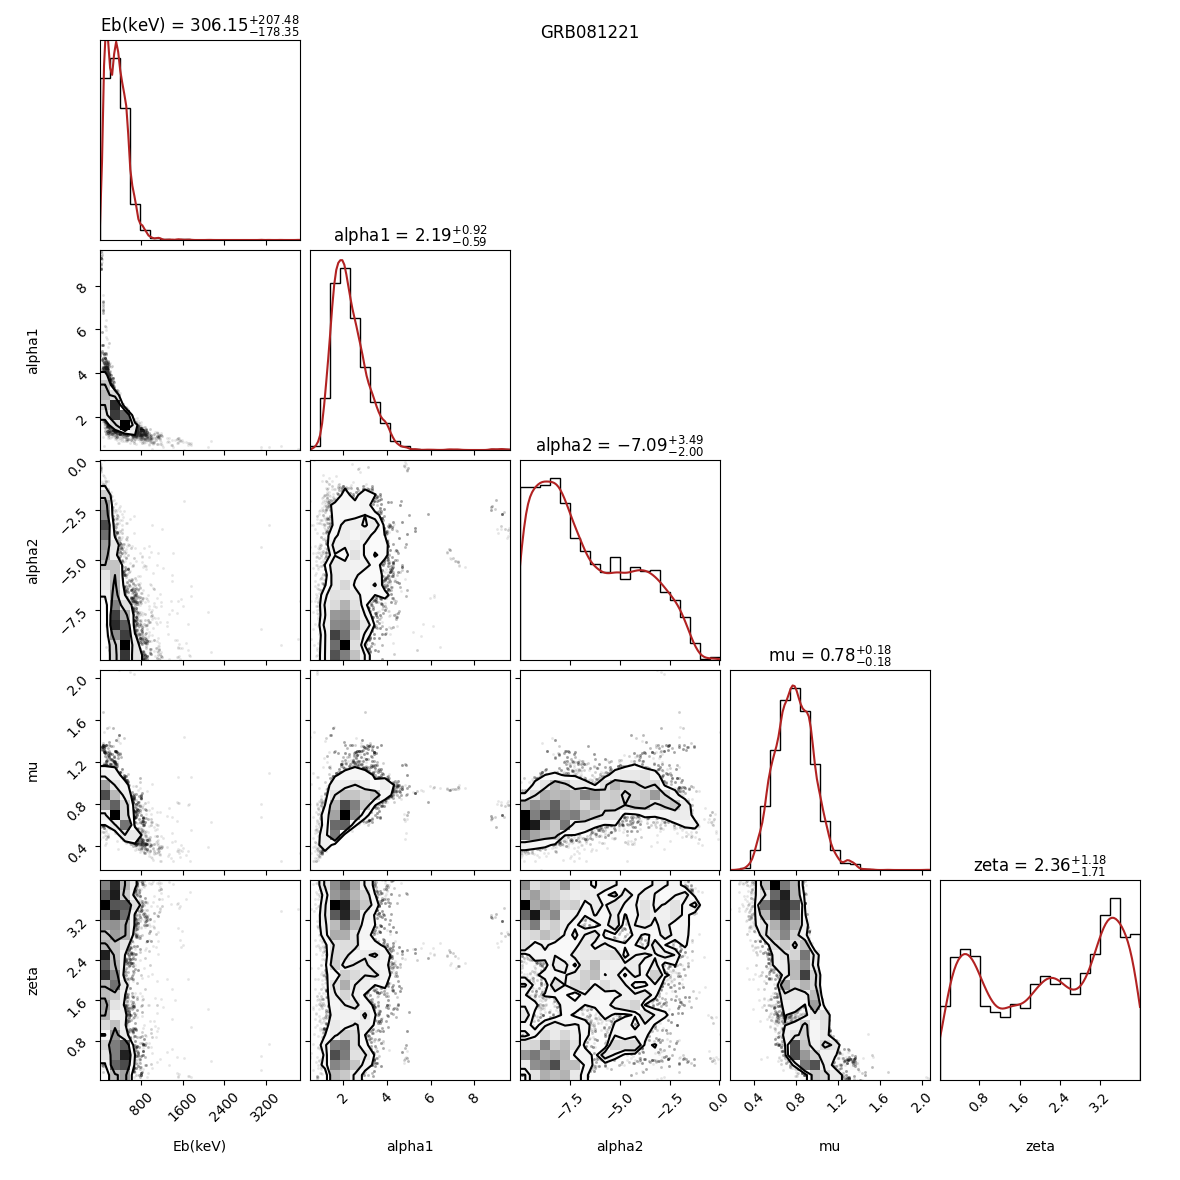 Eb(keV) = 306.15+207.48−178.35
GRB081221
alpha1 = 2.19+0.92−0.59
8
6
4
2
alpha1
alpha2 = −7.09+3.49−2.00
0.0
−2.5
−5.0
−7.5
alpha2
mu = 0.78+0.18−0.18
2.0
1.6
1.2
0.8
0.4
mu
zeta = 2.36+1.18−1.71
3.2
2.4
1.6
0.8
zeta
800 1600 2400 3200 2 4 6 8 −7.5 −5.0 −2.5 0.0 0.4 0.8 1.2 1.6 2.0 0.8 1.6 2.4 3.2
Eb(keV) alpha1 alpha2 mu zeta